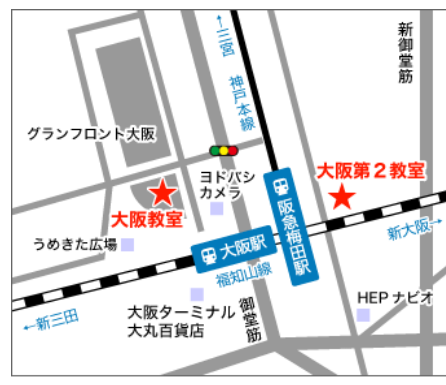 ←三宮
神戸本線
新御堂筋
グランフロント大阪
ヨドバシ
カメラ
大阪第2教室
大阪教室
阪急梅田駅
うめきた広場
大阪駅
新大阪→
福知山線
HEP ナビオ
大阪ターミナル
大丸百貨店
御堂筋
←新三田